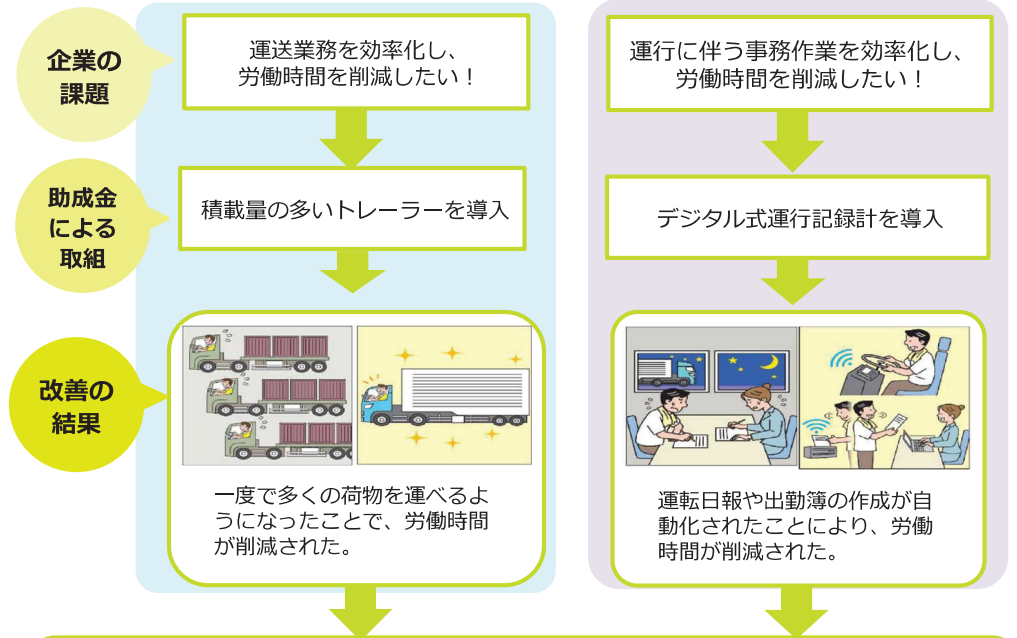 企業の
課題
運送業務を効率化し、
労働時間を削減したい！
運行に伴う事務作業を効率化し、
労働時間を削減したい！
助成金
による
取組
積載量の多いトレーラーを導入
デジタル式運行記録計を導入
改善の
結果
一度で多くの荷物を運べるよ
うになったことで、労働時間
が削減された。
運転日報や出勤簿の作成が自
動化されたことにより、労働
時間が削減された。